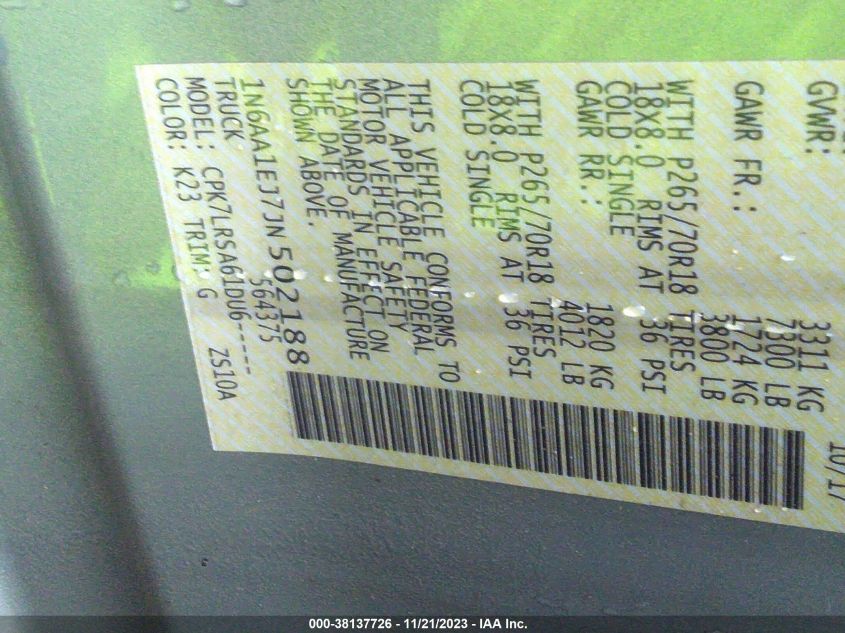 10/17
GVWR: 3311 KG
7300 LB
GAWR FR.: 1724 KG
3800 LB
WITH P265/70R18 TIRES
18X8.0 RIMS AT 36 PSI
COLD SINGLE
GAWR RR.: 1820 KG
4012 LB
WITH P265/70R18 TIRES
18X8.0 RIMS AT 36 PSI
COLD SINGLE
THIS VEHICLE CONFORMS TO
ALL APPLICABLE FEDERAL
MOTOR VEHICLE SAFETY
STANDARDS IN EFFECT ON
THE DATE OF MANUFACTURE
SHOWN ABOVE.
1N6AA1EJ7JN502188
TRUCK 564375
MODEL: CPK7LRSA61DU6-----
COLOR: K23 TRIM: G ZS10A
000-38137726 - 11/21/2023 - IAA Inc.